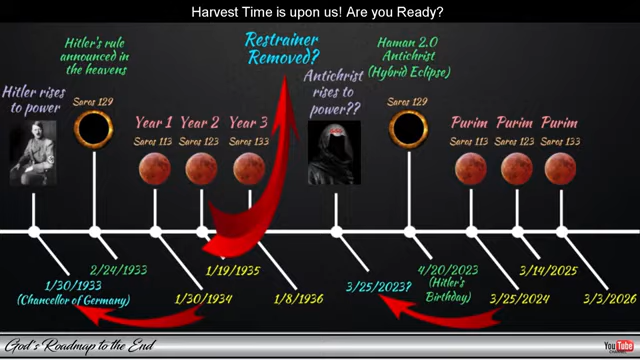 Harvest Time is upon us! Are you Ready?
Hitler's rule
announced in
the heavens
Restrainer
Removed?
Haman 2.0
Antichrist
(Hybrid Eclipse)
Hitler rises
to power
Antichrist
rises to
power??
Saros 129
Saros 129
Year 1
Year 2
Year 3
Purim
Purim
Purim
Saros 113
Saros 123
Saros 133
Saros 113
Saros 123
Saros 133
2/24/1933
1/19/1935
4/20/2023
(Hitler's
Birthday)
3/14/2025
1/30/1933
(Chancellor of Germany)
1/30/1934
1/8/1936
3/25/2023?
3/25/2024
3/3/2026
God's Roadmap to the End
YouTube
CHANNEL